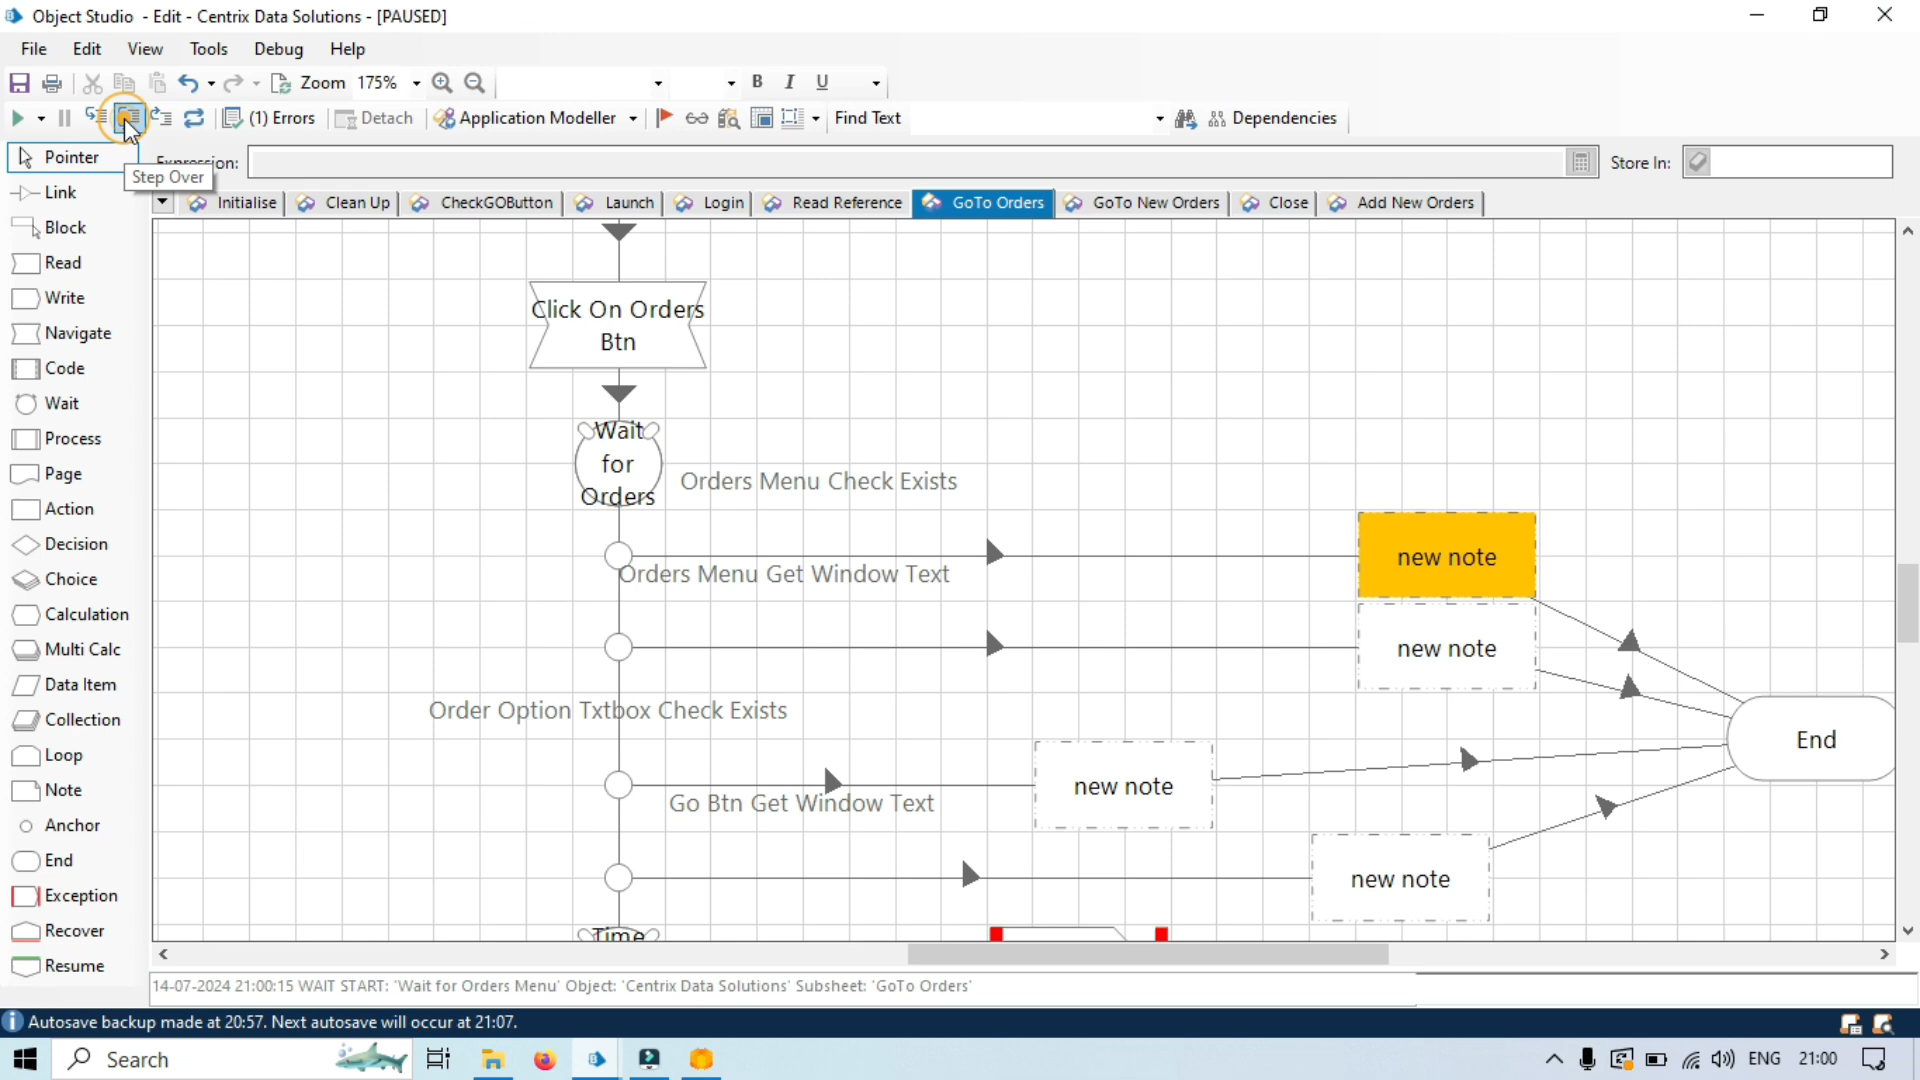 Object Studio - Edit - Centrix Data Solutions - [PAUSED]
File Edit View Tools Debug Help
Zoom 175% B I U
(1) Errors Detach Application Modeller Find Text Dependencies
Pointer Expression: Store In:
Step Over
Initialise Clean Up CheckGOButton Launch Login Read Reference GoTo Orders GoTo New Orders Close Add New Orders
Link
Block
Read
Write
Navigate
Code
Wait
Process
Page
Action
Decision
Choice
Calculation
Multi Calc
Data Item
Collection
Loop
Note
Anchor
End
Exception
Recover
Resume
Click On Orders
Btn
Wait
for
Orders
Orders Menu Check Exists
new note
Orders Menu Get Window Text
new note
Order Option Txtbox Check Exists
End
new note
Go Btn Get Window Text
new note
Time
14-07-2024 21:00:15 WAIT START: 'Wait for Orders Menu' Object: 'Centrix Data Solutions' Subsheet: 'GoTo Orders'
Autosave backup made at 20:57. Next autosave will occur at 21:07.
Search ENG 21:00